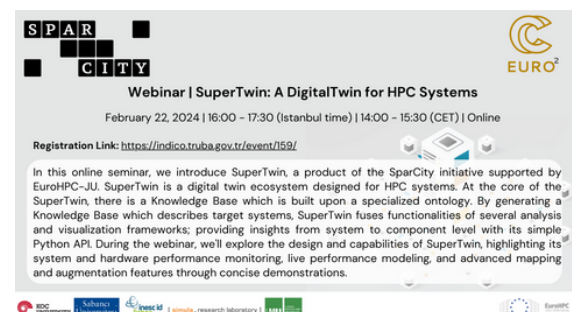 SPAR
CITY
EURO²
Webinar | SuperTwin: A DigitalTwin for HPC Systems
February 22, 2024 | 16:00 - 17:30 (Istanbul time) | 14:00 - 15:30 (CET) | Online
Registration Link: https://indico.truba.gov.tr/event/159/
In this online seminar, we introduce SuperTwin, a product of the SparCity initiative supported by
EuroHPC-JU. SuperTwin is a digital twin ecosystem designed for HPC systems. At the core of the
SuperTwin, there is a Knowledge Base which is built upon a specialized ontology. By generating a
Knowledge Base which describes target systems, SuperTwin fuses functionalities of several analysis
and visualization frameworks; providing insights from system to component level with its simple
Python API. During the webinar, we'll explore the design and capabilities of SuperTwin, highlighting its
system and hardware performance monitoring, live performance modeling, and advanced mapping
and augmentation features through concise demonstrations.
KOC
Sabancı
inesc id
simula . research laboratory
EuroHPC